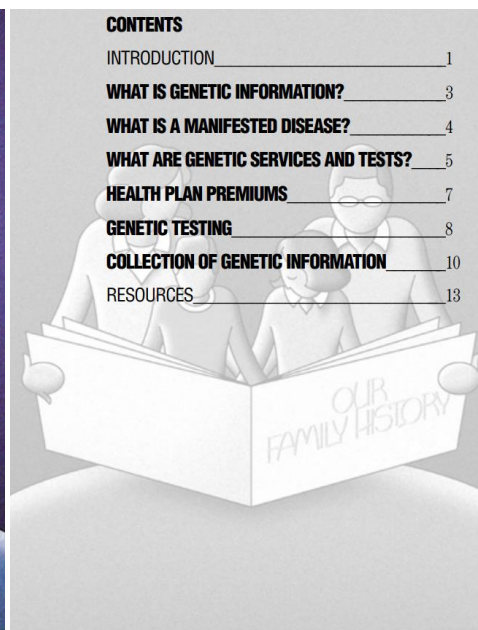 CONTENTS
INTRODUCTION 1
WHAT IS GENETIC INFORMATION? 3
WHAT IS A MANIFESTED DISEASE? 4
WHAT ARE GENETIC SERVICES AND TESTS? 5
HEALTH PLAN PREMIUMS 7
GENETIC TESTING 8
COLLECTION OF GENETIC INFORMATION 10
RESOURCES 13
OUR
FAMILY HISTORY